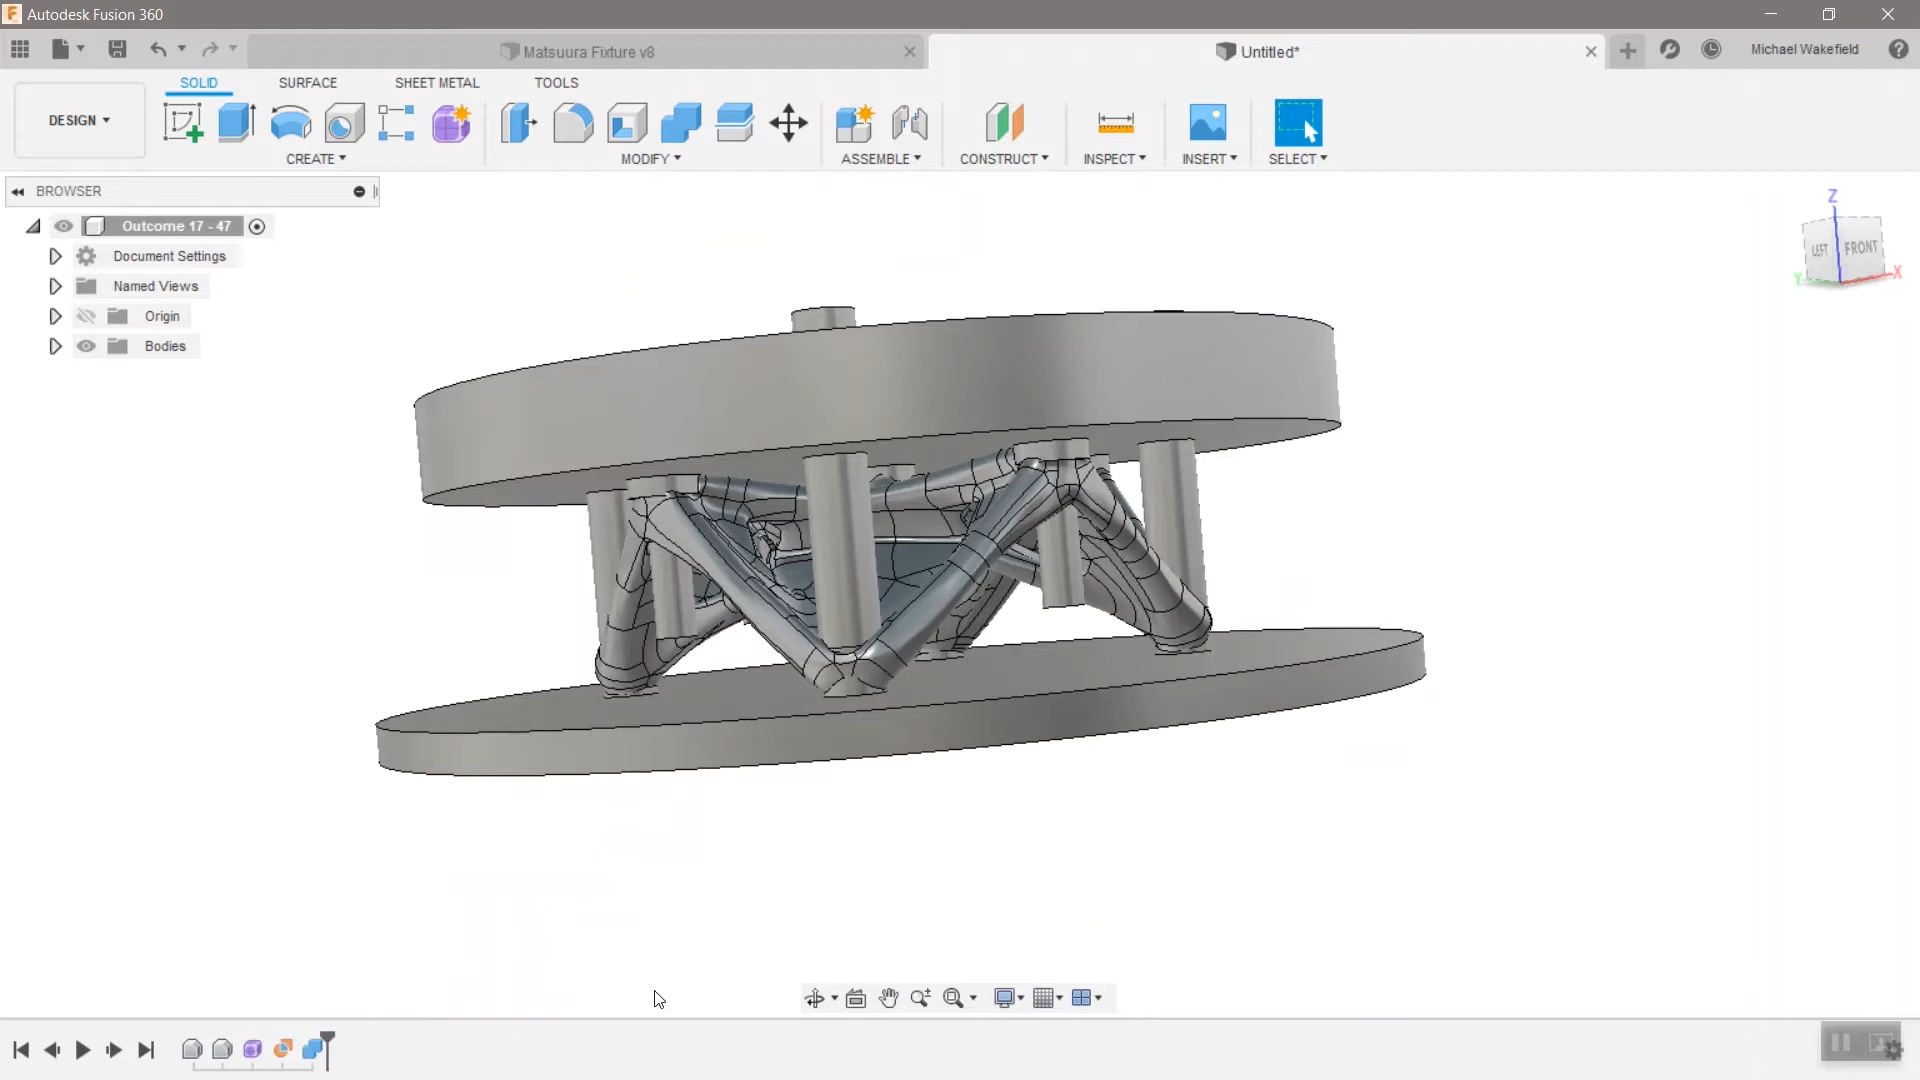 Autodesk Fusion 360
Matsuura Fixture v8
Untitled*
Michael Wakefield
DESIGN
SOLID
SURFACE
SHEET METAL
TOOLS
CREATE
MODIFY
ASSEMBLE
CONSTRUCT
INSPECT
INSERT
SELECT
BROWSER
Outcome 17 - 47
Document Settings
Named Views
Origin
Bodies
Z
LEFT
FRONT
Y
X